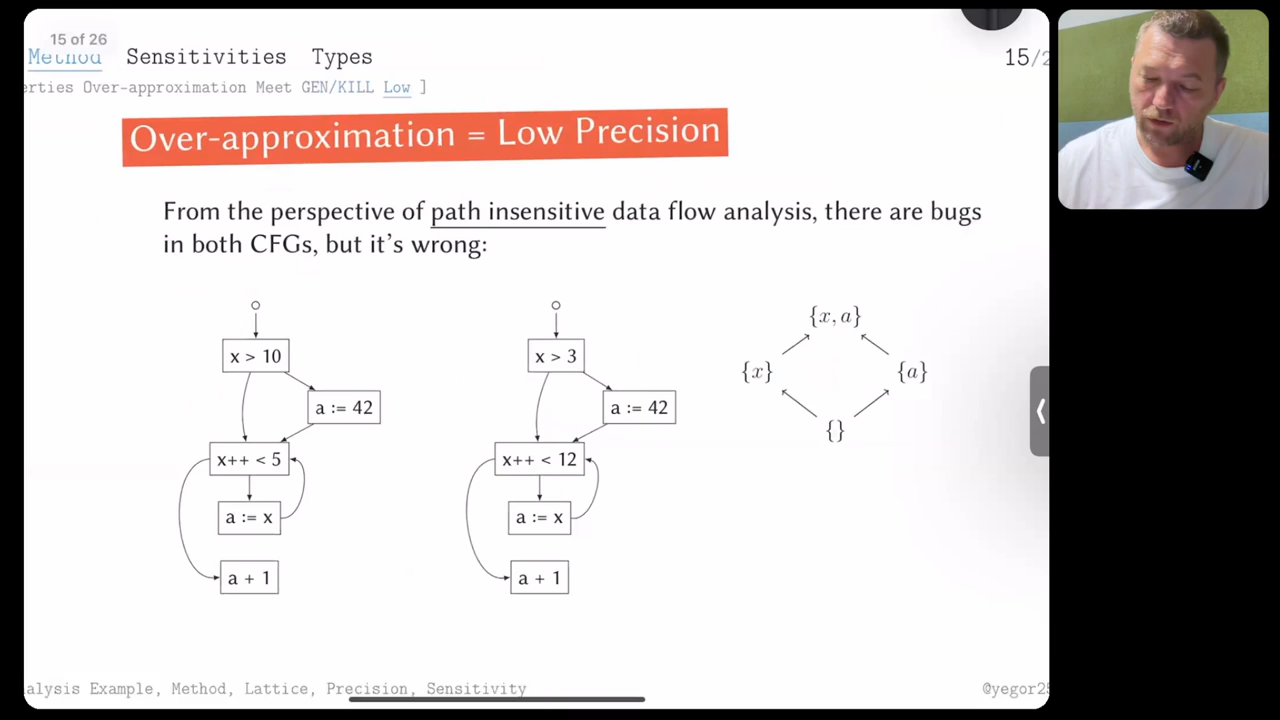 15 of 26
Method Sensitivities Types
15/2
erties Over-approximation Meet GEN/KILL Low ]
Over-approximation = Low Precision
From the perspective of path insensitive data flow analysis, there are bugs
in both CFGs, but it's wrong:
x > 10
a := 42
x++ < 5
a := x
a + 1
x > 3
a := 42
x++ < 12
a := x
a + 1
{x, a}
{x}
{a}
{}
alysis Example, Method, Lattice, Precision, Sensitivity
@yegor25